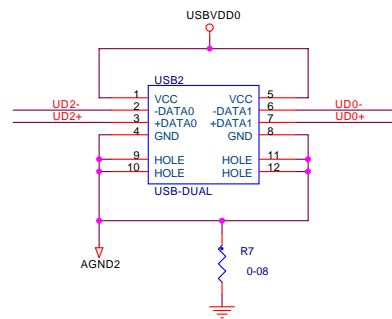 USBVDD0
USB2
1 VCC VCC 5
UD2- 2 -DATA0 -DATA1 6 UD0-
UD2+ 3 +DATA0 +DATA1 7 UD0+
4 GND GND 8
9 HOLE HOLE 11
10 HOLE HOLE 12
USB-DUAL
AGND2
R7
0-08